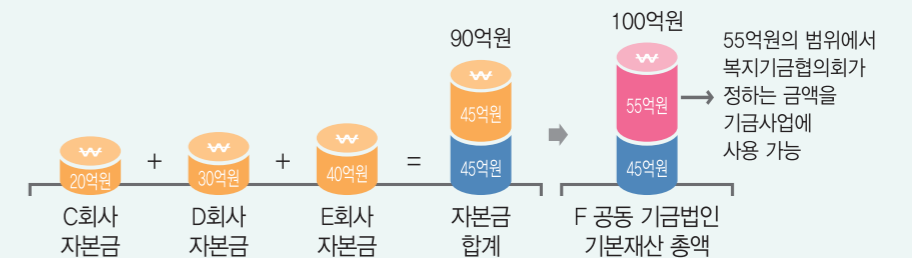 90억원
100억원
55억원의 범위에서
복지기금협의회가
정하는 금액을
기금사업에
사용 가능
₩
₩
45억원
55억원
₩
20억원
+
₩
30억원
+
₩
40억원
=
45억원
45억원
C회사
자본금
D회사
자본금
E회사
자본금
자본금
합계
F 공동 기금법인
기본재산 총액